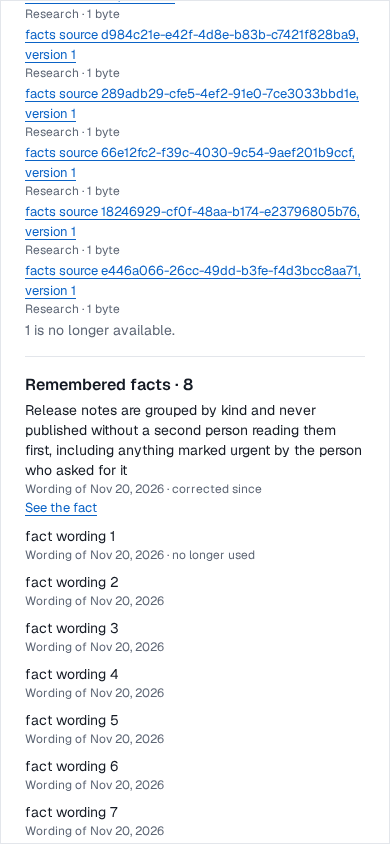 Research · 1 byte
facts source d984c21e-e42f-4d8e-b83b-c7421f828ba9,
version 1
Research · 1 byte
facts source 289adb29-cfe5-4ef2-91e0-7ce3033bbd1e,
version 1
Research · 1 byte
facts source 66e12fc2-f39c-4030-9c54-9aef201b9ccf,
version 1
Research · 1 byte
facts source 18246929-cf0f-48aa-b174-e23796805b76,
version 1
Research · 1 byte
facts source e446a066-26cc-49dd-b3fe-f4d3bcc8aa71,
version 1
Research · 1 byte
1 is no longer available.
Remembered facts · 8
Release notes are grouped by kind and never
published without a second person reading them
first, including anything marked urgent by the person
who asked for it
Wording of Nov 20, 2026 · corrected since
See the fact
fact wording 1
Wording of Nov 20, 2026 · no longer used
fact wording 2
Wording of Nov 20, 2026
fact wording 3
Wording of Nov 20, 2026
fact wording 4
Wording of Nov 20, 2026
fact wording 5
Wording of Nov 20, 2026
fact wording 6
Wording of Nov 20, 2026
fact wording 7
Wording of Nov 20, 2026